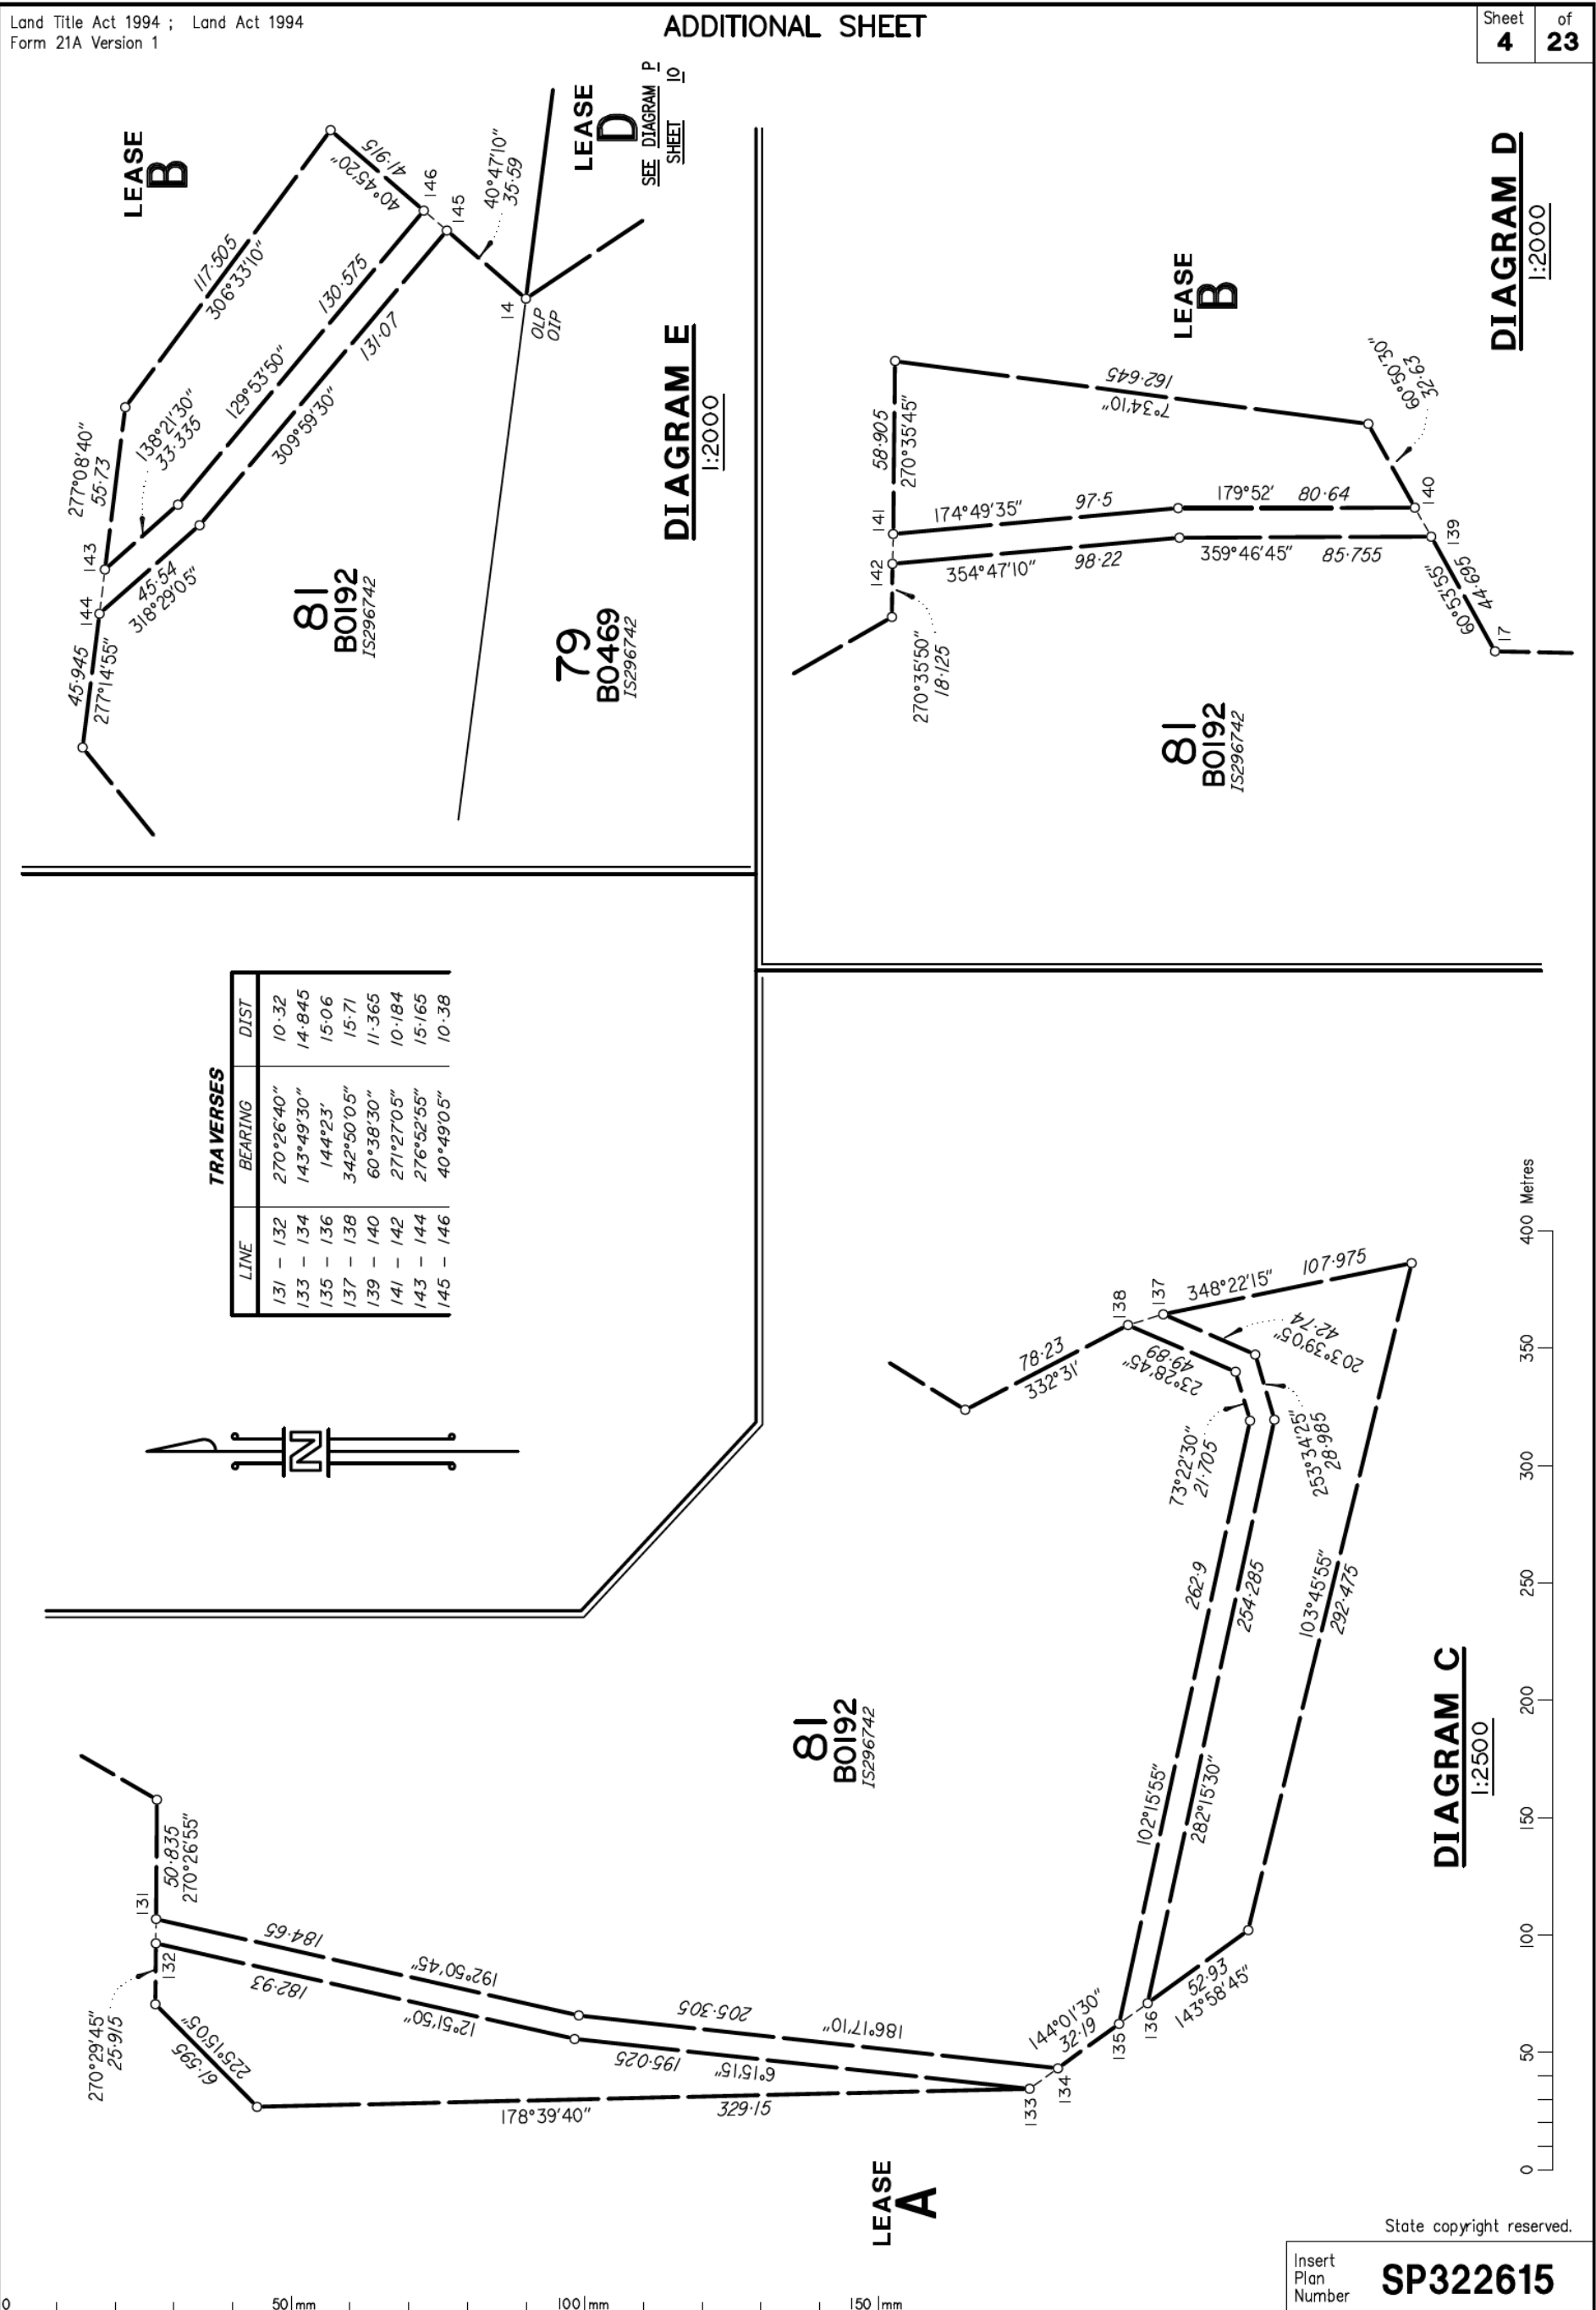 Land Title Act 1994 ; Land Act 1994
Form 21A Version 1
ADDITIONAL SHEET
Sheet
4
of
23
LEASE
B
117·505
306°33'10"
40°45'20"
41·915
146
145
40°47'10"
35·59
LEASE
D
SEE DIAGRAM P
SHEET 10
277°08'40"
55·73
143
144
138°21'30"
33·335
129°53'50"
130·575
309°59'30"
131·07
45·54
318°29'05"
45·945
277°14'55"
14
OLP
OIP
81
BO192
IS296742
79
BO469
IS296742
DIAGRAM E
1:2000
LEASE
B
58·905
270°35'45"
162·645
7°34'10"
60°50'30"
32·63
141
142
174°49'35"
97·5
179°52'
80·64
140
139
354°47'10"
98·22
359°46'45"
85·755
60°53'55"
44·695
17
270°35'50"
18·125
81
BO192
IS296742
DIAGRAM D
1:2000
TRAVERSES
LINE BEARING DIST
131 – 132 270°26'40" 10·32
133 – 134 143°49'30" 14·845
135 – 136 144°23' 15·06
137 – 138 342°50'05" 15·71
139 – 140 60°38'30" 11·365
141 – 142 271°27'05" 10·184
143 – 144 276°52'55" 15·165
145 – 146 40°49'05" 10·38
N
131
50·835
270°26'55"
132
270°29'45"
25·915
225°15'05"
61·595
184·65
192°50'45"
182·93
12°51'50"
205·305
186°17'10"
195·025
6°15'15"
178°39'40"
329·15
133
134
144°01'30"
32·19
135
136
52·93
143°58'45"
102°15'55"
262·9
282°15'30"
254·285
103°45'55"
292·475
73°22'30"
21·705
253°34'25"
28·985
23°28'45"
49·89
203°39'05"
42·74
78·23
332°31'
138
137
348°22'15"
107·975
81
BO192
IS296742
LEASE
A
DIAGRAM C
1:2500
0 50 100 150 200 250 300 350 400 Metres
State copyright reserved.
Insert
Plan
Number
SP322615
0 50 mm 100 mm 150 mm